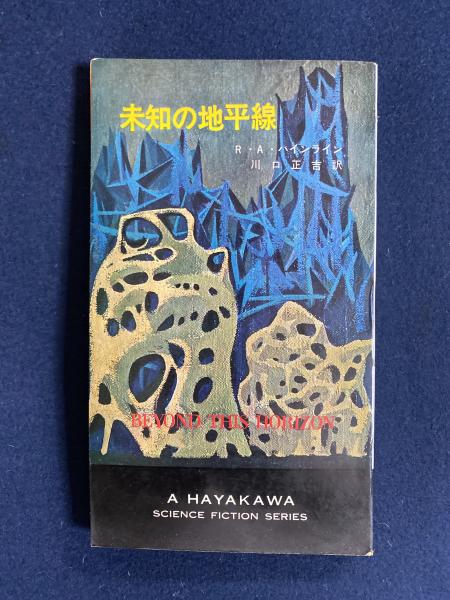 未知の地平線
R・A・ハインライン
川口正吉訳
BEYOND THIS HORIZON
A HAYAKAWA
SCIENCE FICTION SERIES